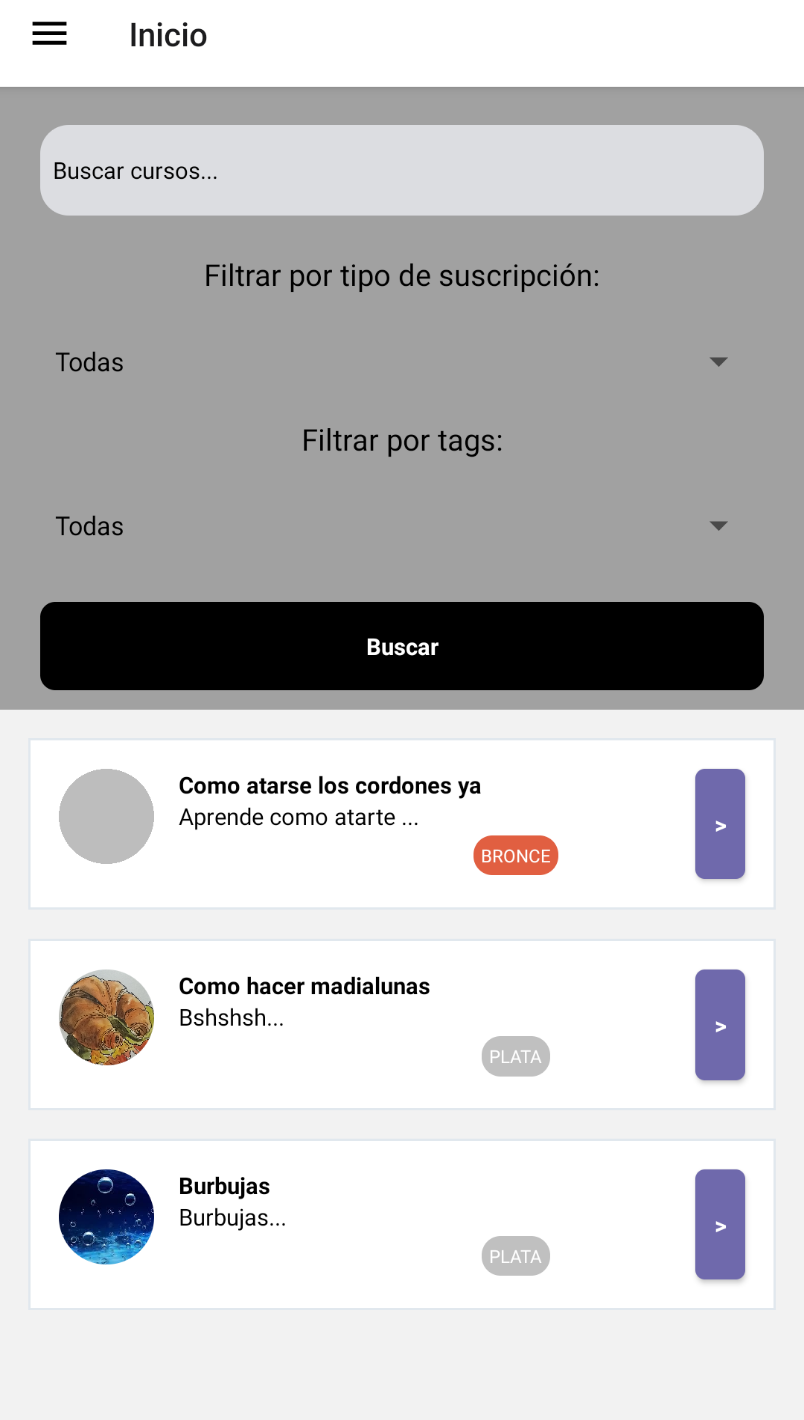 Inicio
Buscar cursos...
Filtrar por tipo de suscripción:
Todas
Filtrar por tags:
Todas
Buscar
Como atarse los cordones ya
Aprende como atarte ...
BRONCE
>
Como hacer madialunas
Bshshsh...
PLATA
>
Burbujas
Burbujas...
PLATA
>